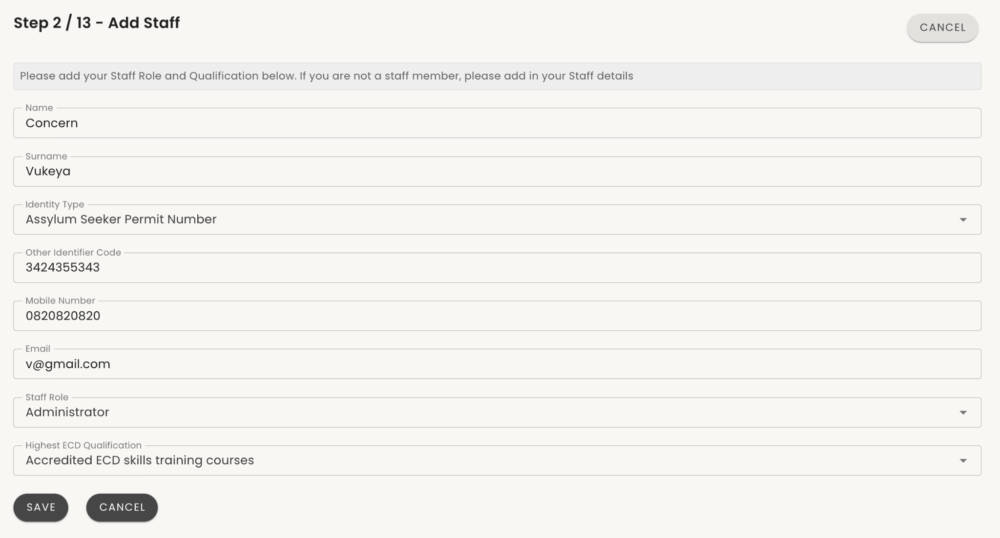 Step 2 / 13 - Add Staff
CANCEL
Please add your Staff Role and Qualification below. If you are not a staff member, please add in your Staff details
Name
Concern
Surname
Vukeya
Identity Type
Assylum Seeker Permit Number
Other Identifier Code
3424355343
Mobile Number
0820820820
Email
v@gmail.com
Staff Role
Administrator
Highest ECD Qualification
Accredited ECD skills training courses
SAVE
CANCEL